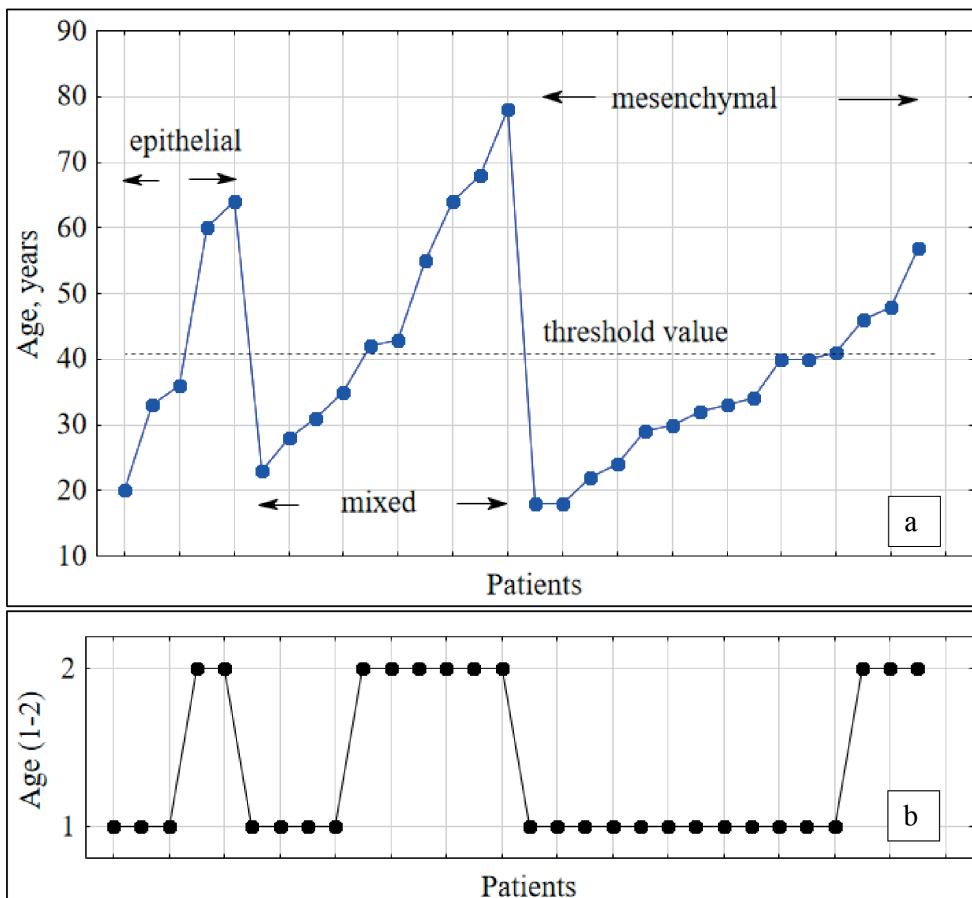 90
80
70
60
50
40
30
20
10
Age, years
epithelial
mesenchymal
threshold value
mixed
a
Patients
2
1
Age (1-2)
b
Patients